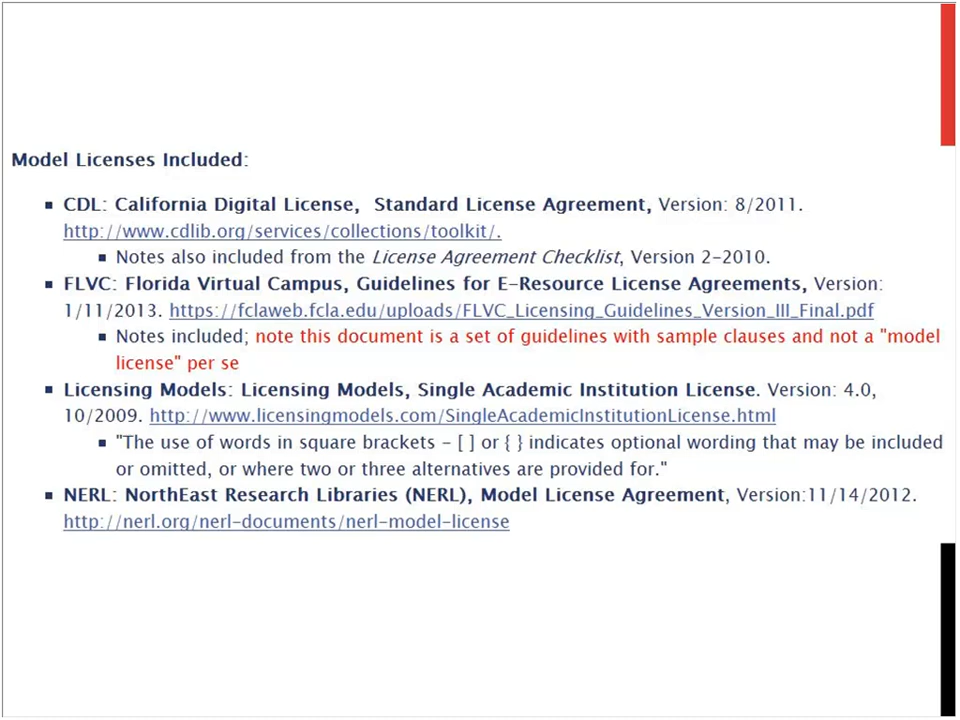 Model Licenses Included:
▪ CDL: California Digital License, Standard License Agreement, Version: 8/2011.
http://www.cdlib.org/services/collections/toolkit/.
▪ Notes also included from the License Agreement Checklist, Version 2-2010.
▪ FLVC: Florida Virtual Campus, Guidelines for E-Resource License Agreements, Version:
1/11/2013. https://fclaweb.fcla.edu/uploads/FLVC_Licensing_Guidelines_Version_III_Final.pdf
▪ Notes included; note this document is a set of guidelines with sample clauses and not a "model
license" per se
▪ Licensing Models: Licensing Models, Single Academic Institution License. Version: 4.0,
10/2009. http://www.licensingmodels.com/SingleAcademicInstitutionLicense.html
▪ "The use of words in square brackets - [ ] or { } indicates optional wording that may be included
or omitted, or where two or three alternatives are provided for."
▪ NERL: NorthEast Research Libraries (NERL), Model License Agreement, Version:11/14/2012.
http://nerl.org/nerl-documents/nerl-model-license